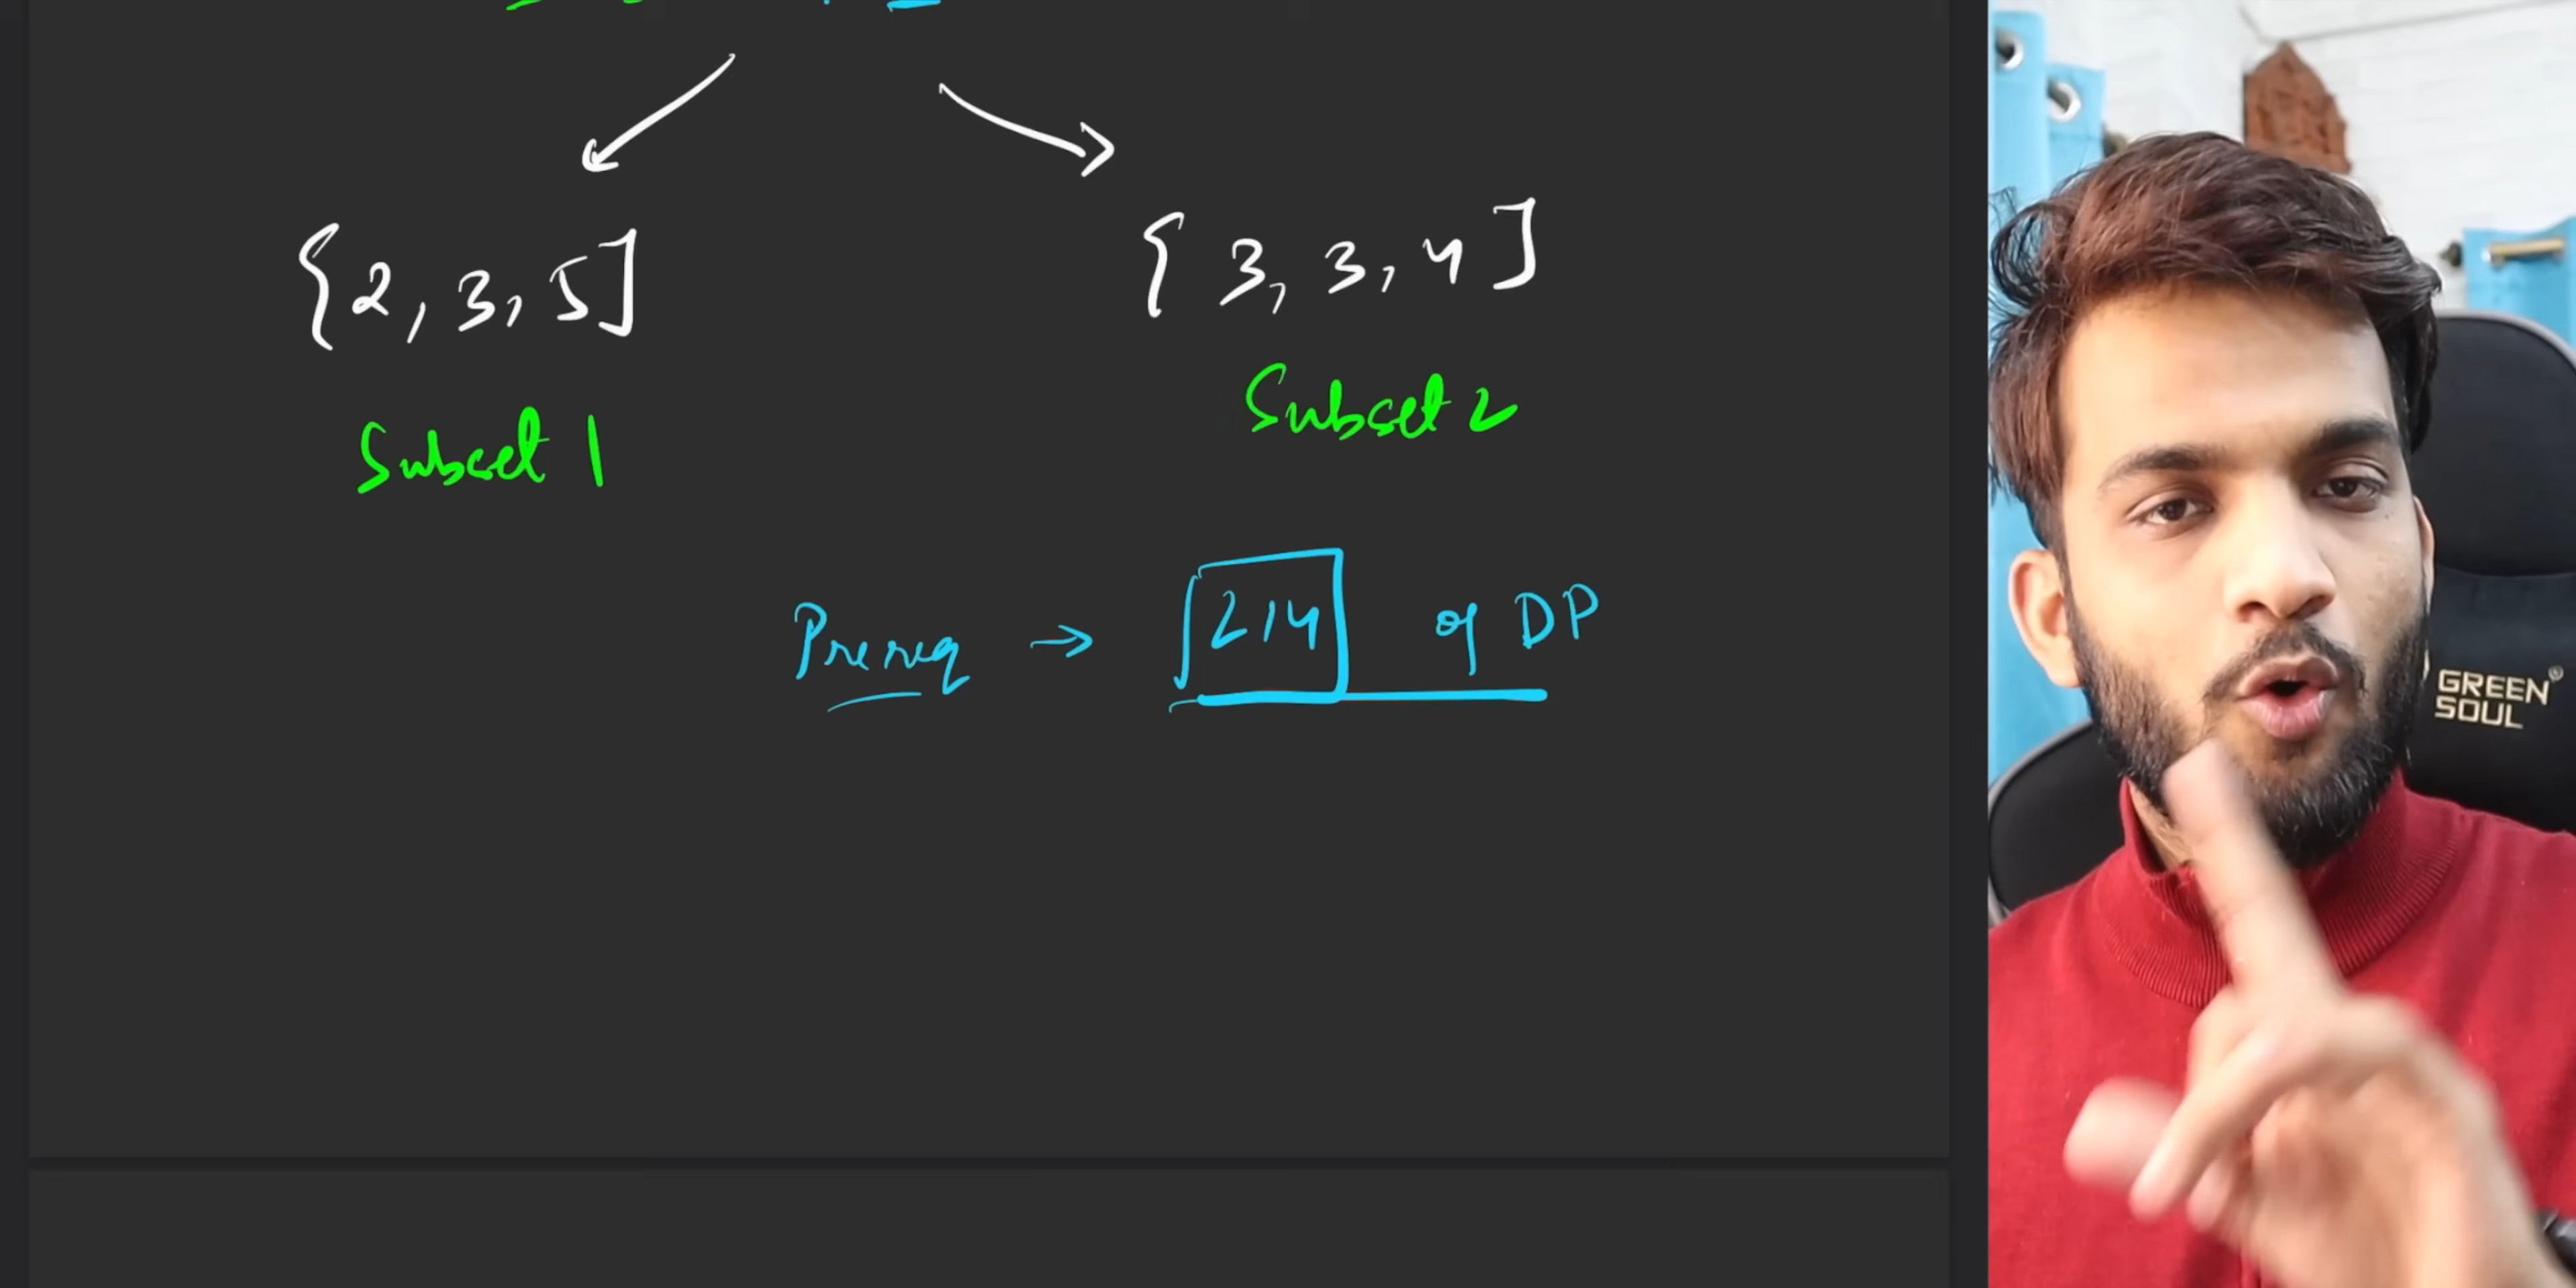 {2, 3, 5]
{ 3, 3, 4]
Subset 1
Subset 2
Prereq → L14 of DP
GREEN® SOUL